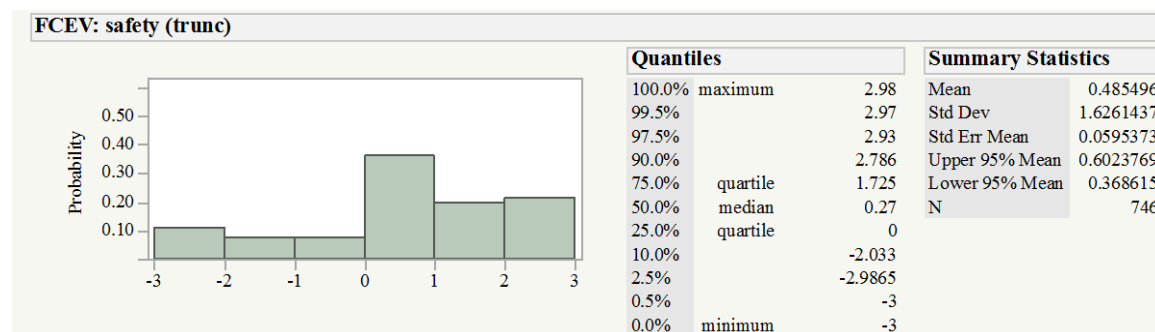 FCEV: safety (trunc)
Probability
0.50
0.40
0.30
0.20
0.10
-3 -2 -1 0 1 2 3
Quantiles
100.0% maximum 2.98
99.5% 2.97
97.5% 2.93
90.0% 2.786
75.0% quartile 1.725
50.0% median 0.27
25.0% quartile 0
10.0% -2.033
2.5% -2.9865
0.5% -3
0.0% minimum -3
Summary Statistics
Mean 0.485496
Std Dev 1.6261437
Std Err Mean 0.0595373
Upper 95% Mean 0.6023769
Lower 95% Mean 0.368615
N 746